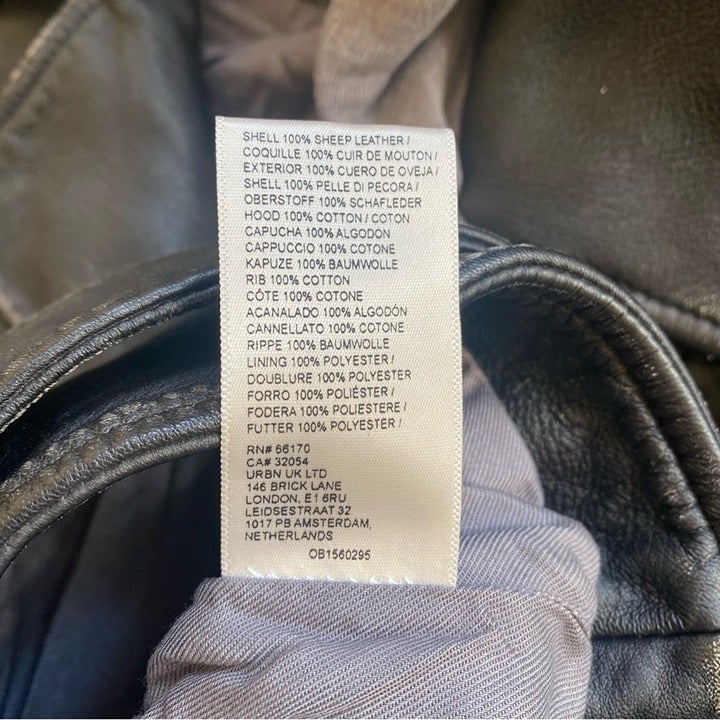 SHELL 100% SHEEP LEATHER /
COQUILLE 100% CUIR DE MOUTON /
EXTERIOR 100% CUERO DE OVEJA /
SHELL 100% PELLE DI PECORA /
OBERSTOFF 100% SCHAFLEDER
HOOD 100% COTTON / COTON
CAPUCHA 100% ALGODÓN
CAPPUCCIO 100% COTONE
KAPUZE 100% BAUMWOLLE
RIB 100% COTTON
CÔTE 100% COTONE
ACANALADO 100% ALGODÓN
CANNELLATO 100% COTONE
RIPPE 100% BAUMWOLLE
LINING 100% POLYESTER /
DOUBLURE 100% POLYESTER
FORRO 100% POLIÉSTER /
FODERA 100% POLIESTERE /
FUTTER 100% POLYESTER /
RN# 66170
CA# 32054
URBN UK LTD
146 BRICK LANE
LONDON, E1 6RU
LEIDSESTRAAT 32
1017 PB AMSTERDAM,
NETHERLANDS
OB1560295